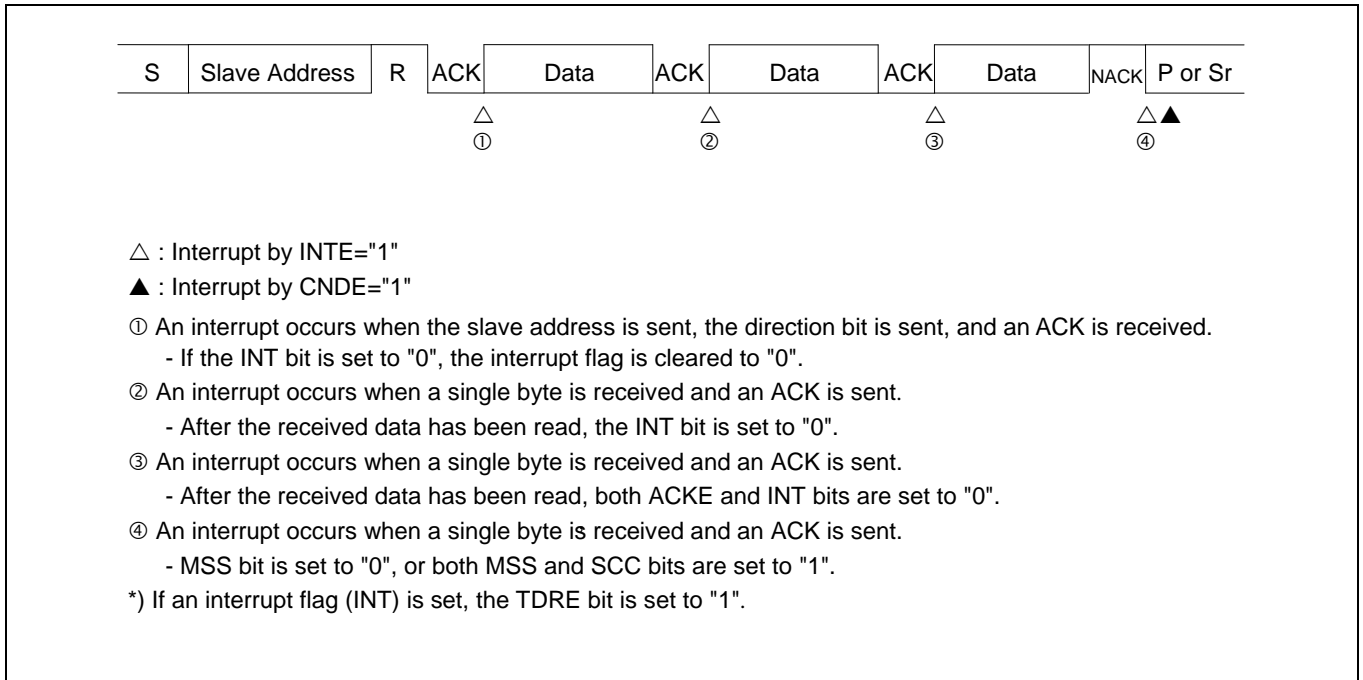 S Slave Address R ACK Data ACK Data ACK Data NACK P or Sr
△ △ △ △▲
① ② ③ ④
△ : Interrupt by INTE="1"
▲ : Interrupt by CNDE="1"
① An interrupt occurs when the slave address is sent, the direction bit is sent, and an ACK is received.
- If the INT bit is set to "0", the interrupt flag is cleared to "0".
② An interrupt occurs when a single byte is received and an ACK is sent.
- After the received data has been read, the INT bit is set to "0".
③ An interrupt occurs when a single byte is received and an ACK is sent.
- After the received data has been read, both ACKE and INT bits are set to "0".
④ An interrupt occurs when a single byte is received and an ACK is sent.
- MSS bit is set to "0", or both MSS and SCC bits are set to "1".
*) If an interrupt flag (INT) is set, the TDRE bit is set to "1".